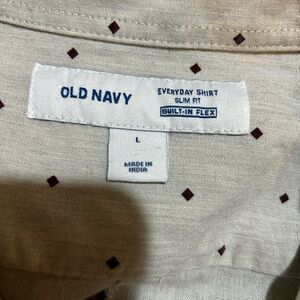 OLD NAVY
EVERYDAY SHIRT
SLIM FIT
BUILT-IN FLEX
L
MADE IN
INDIA